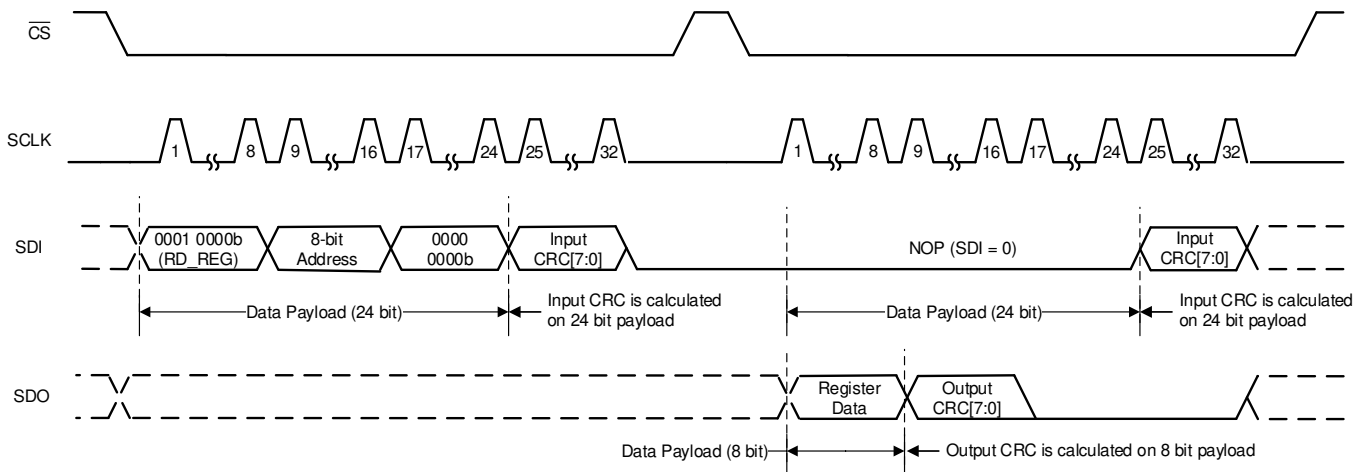 CS
SCLK
1 8 9 16 17 24 25 32 1 8 9 16 17 24 25 32
SDI
0001 0000b
(RD_REG)
8-bit
Address
0000
0000b
Input
CRC[7:0]
NOP (SDI = 0)
Input
CRC[7:0]
Data Payload (24 bit)
Input CRC is calculated
on 24 bit payload
Data Payload (24 bit)
Input CRC is calculated
on 24 bit payload
SDO
Register
Data
Output
CRC[7:0]
Data Payload (8 bit)
Output CRC is calculated on 8 bit payload